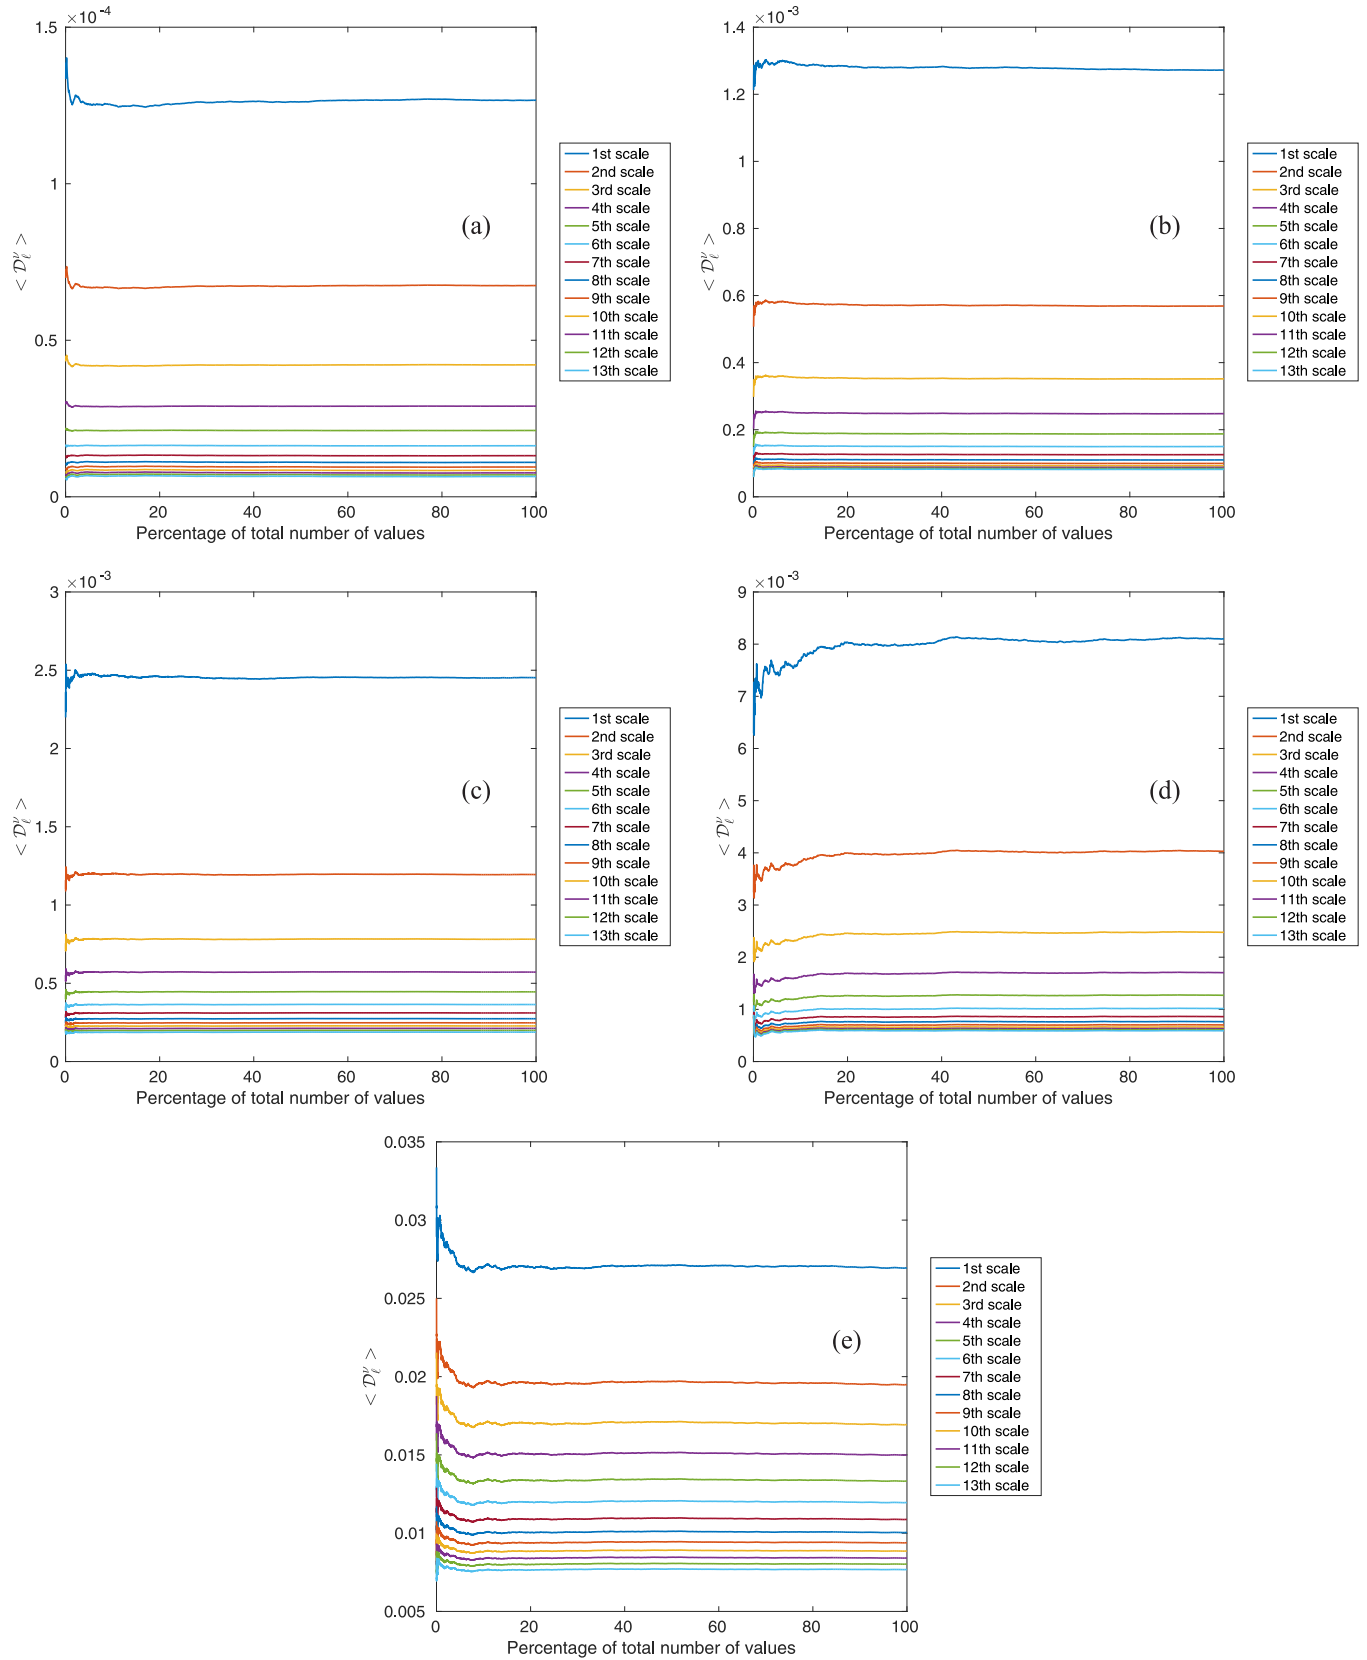 ×10 -4
1.5
1
0.5
0
< 𝒟ℓ^ν >
(a)
0 20 40 60 80 100
Percentage of total number of values
1st scale
2nd scale
3rd scale
4th scale
5th scale
6th scale
7th scale
8th scale
9th scale
10th scale
11th scale
12th scale
13th scale
×10 -3
1.4
1.2
1
0.8
0.6
0.4
0.2
0
< 𝒟ℓ^ν >
(b)
0 20 40 60 80 100
Percentage of total number of values
1st scale
2nd scale
3rd scale
4th scale
5th scale
6th scale
7th scale
8th scale
9th scale
10th scale
11th scale
12th scale
13th scale
×10 -3
3
2.5
2
1.5
1
0.5
0
< 𝒟ℓ^ν >
(c)
0 20 40 60 80 100
Percentage of total number of values
1st scale
2nd scale
3rd scale
4th scale
5th scale
6th scale
7th scale
8th scale
9th scale
10th scale
11th scale
12th scale
13th scale
×10 -3
9
8
7
6
5
4
3
2
1
0
< 𝒟ℓ^ν >
(d)
0 20 40 60 80 100
Percentage of total number of values
1st scale
2nd scale
3rd scale
4th scale
5th scale
6th scale
7th scale
8th scale
9th scale
10th scale
11th scale
12th scale
13th scale
0.035
0.03
0.025
0.02
0.015
0.01
0.005
< 𝒟ℓ^ν >
(e)
0 20 40 60 80 100
Percentage of total number of values
1st scale
2nd scale
3rd scale
4th scale
5th scale
6th scale
7th scale
8th scale
9th scale
10th scale
11th scale
12th scale
13th scale